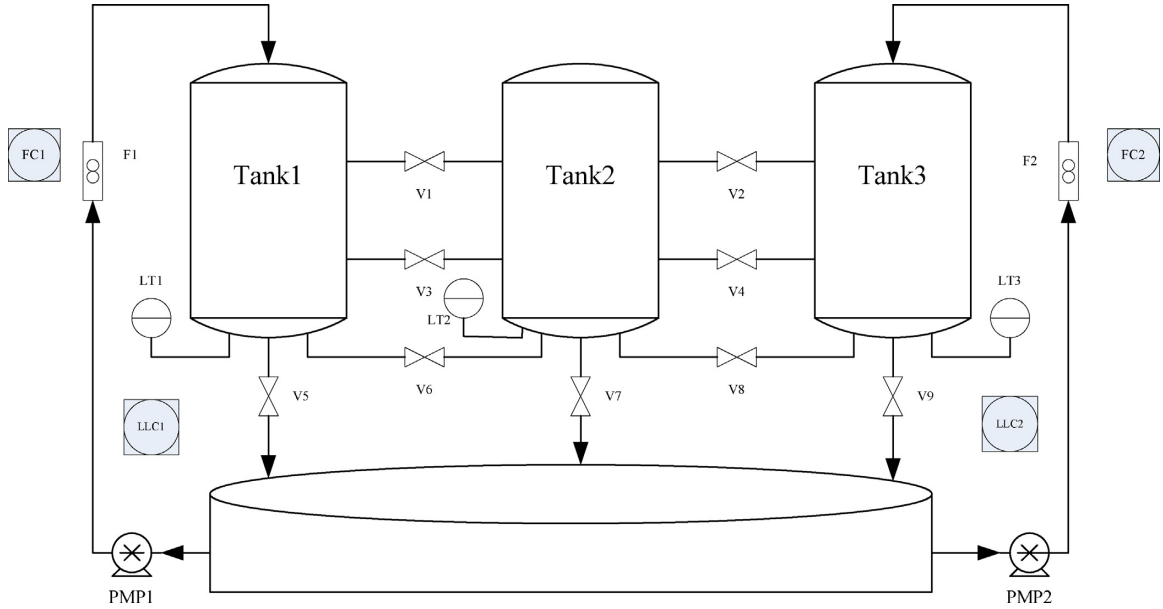 FC1
F1
Tank1
V1
Tank2
V2
Tank3
F2
FC2
V3
V4
LT1
LT2
LT3
V5
V6
V7
V8
V9
LLC1
LLC2
PMP1
PMP2